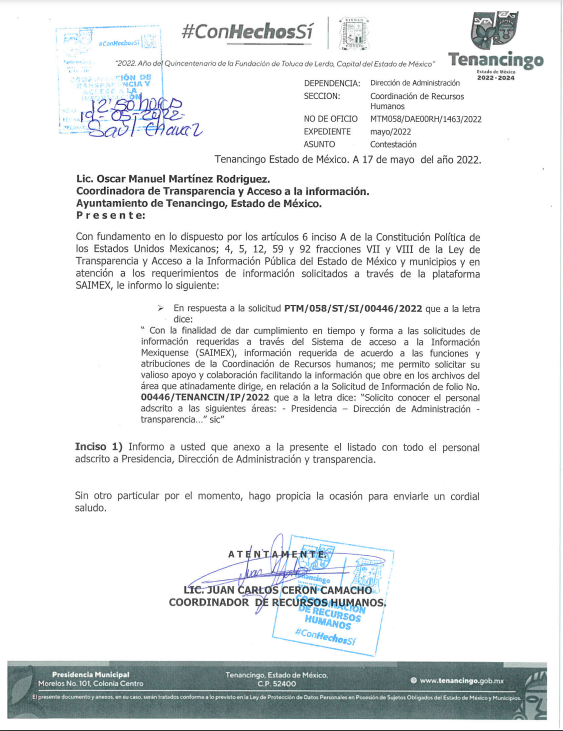 #ConHechosSí
#ConHechosSí
Tenancingo
Estado de México
2022 - 2024
"2022. Año del Quincentenario de la Fundación de Toluca de Lerdo, Capital del Estado de México"
12:50 horas
19-05-2022
Saúl Chavez
DEPENDENCIA: Dirección de Administración
SECCION: Coordinación de Recursos
Humanos
NO DE OFICIO MTM058/DAE00RH/1463/2022
EXPEDIENTE mayo/2022
ASUNTO Contestación
Tenancingo Estado de México. A 17 de mayo del año 2022.
Lic. Oscar Manuel Martínez Rodriguez.
Coordinadora de Transparencia y Acceso a la información.
Ayuntamiento de Tenancingo, Estado de México.
P r e s e n t e:
Con fundamento en lo dispuesto por los artículos 6 inciso A de la Constitución Política de
los Estados Unidos Mexicanos; 4, 5, 12, 59 y 92 fracciones VII y VIII de la Ley de
Transparencia y Acceso a la Información Pública del Estado de México y municipios y en
atención a los requerimientos de información solicitados a través de la plataforma
SAIMEX, le informo lo siguiente:
➢ En respuesta a la solicitud PTM/058/ST/SI/00446/2022 que a la letra
dice:
" Con la finalidad de dar cumplimiento en tiempo y forma a las solicitudes de
información requeridas a través del Sistema de acceso a la Información
Mexiquense (SAIMEX), información requerida de acuerdo a las funciones y
atribuciones de la Coordinación de Recursos humanos; me permito solicitar su
valioso apoyo y colaboración facilitando la información que obre en los archivos del
área que atinadamente dirige, en relación a la Solicitud de Información de folio No.
00446/TENANCIN/IP/2022 que a la letra dice: "Solicito conocer el personal
adscrito a las siguientes áreas: - Presidencia – Dirección de Administración -
transparencia..." sic"
Inciso 1) Informo a usted que anexo a la presente el listado con todo el personal
adscrito a Presidencia, Dirección de Administración y transparencia.
Sin otro particular por el momento, hago propicia la ocasión para enviarle un cordial
saludo.
A T E N T A M E N T E.
LIC. JUAN CARLOS CERON CAMACHO
COORDINADOR DE RECURSOS HUMANOS.
Tenancingo
COORDINACIÓN
DE RECURSOS
HUMANOS
#ConHechosSí
Presidencia Municipal
Morelos No. 101, Colonia Centro
Tenancingo, Estado de México.
C.P. 52400
www.tenancingo.gob.mx
El presente documento y anexos, en su caso, serán tratados conforme a lo previsto en la Ley de Protección de Datos Personales en Posesión de Sujetos Obligados del Estado de México y Municipios.